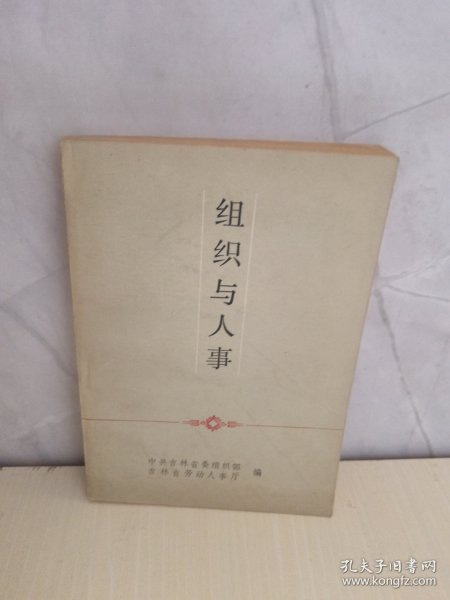 组织与人事
中共吉林省委组织部
吉林省劳动人事厅
编
孔夫子旧书网
www.kongfz.com